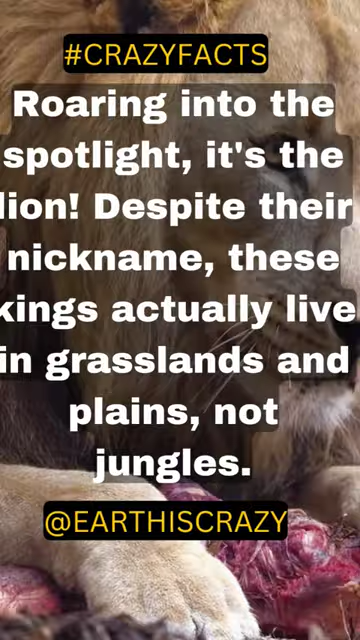 #CRAZYFACTS
Roaring into the
spotlight, it's the
lion! Despite their
nickname, these
kings actually live
in grasslands and
plains, not
jungles.
@EARTHISCRAZY